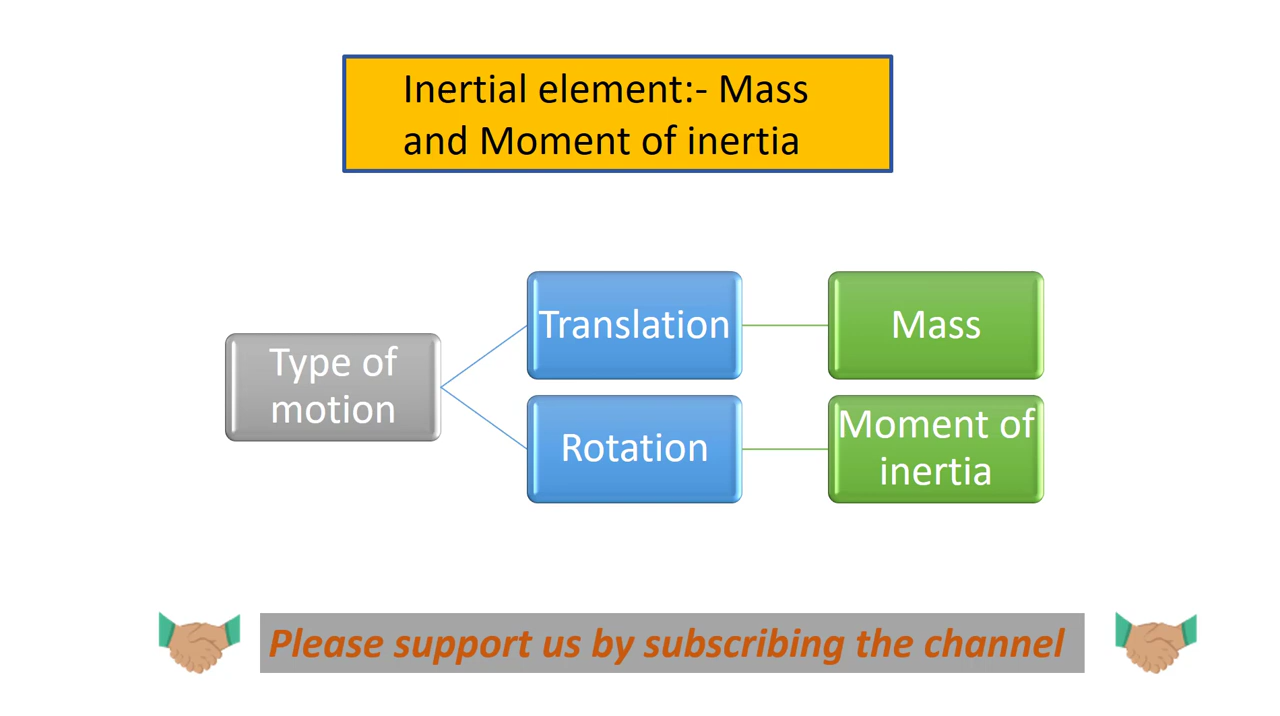 Inertial element:- Mass
and Moment of inertia
Type of
motion
Translation
Mass
Rotation
Moment of
inertia
Please support us by subscribing the channel